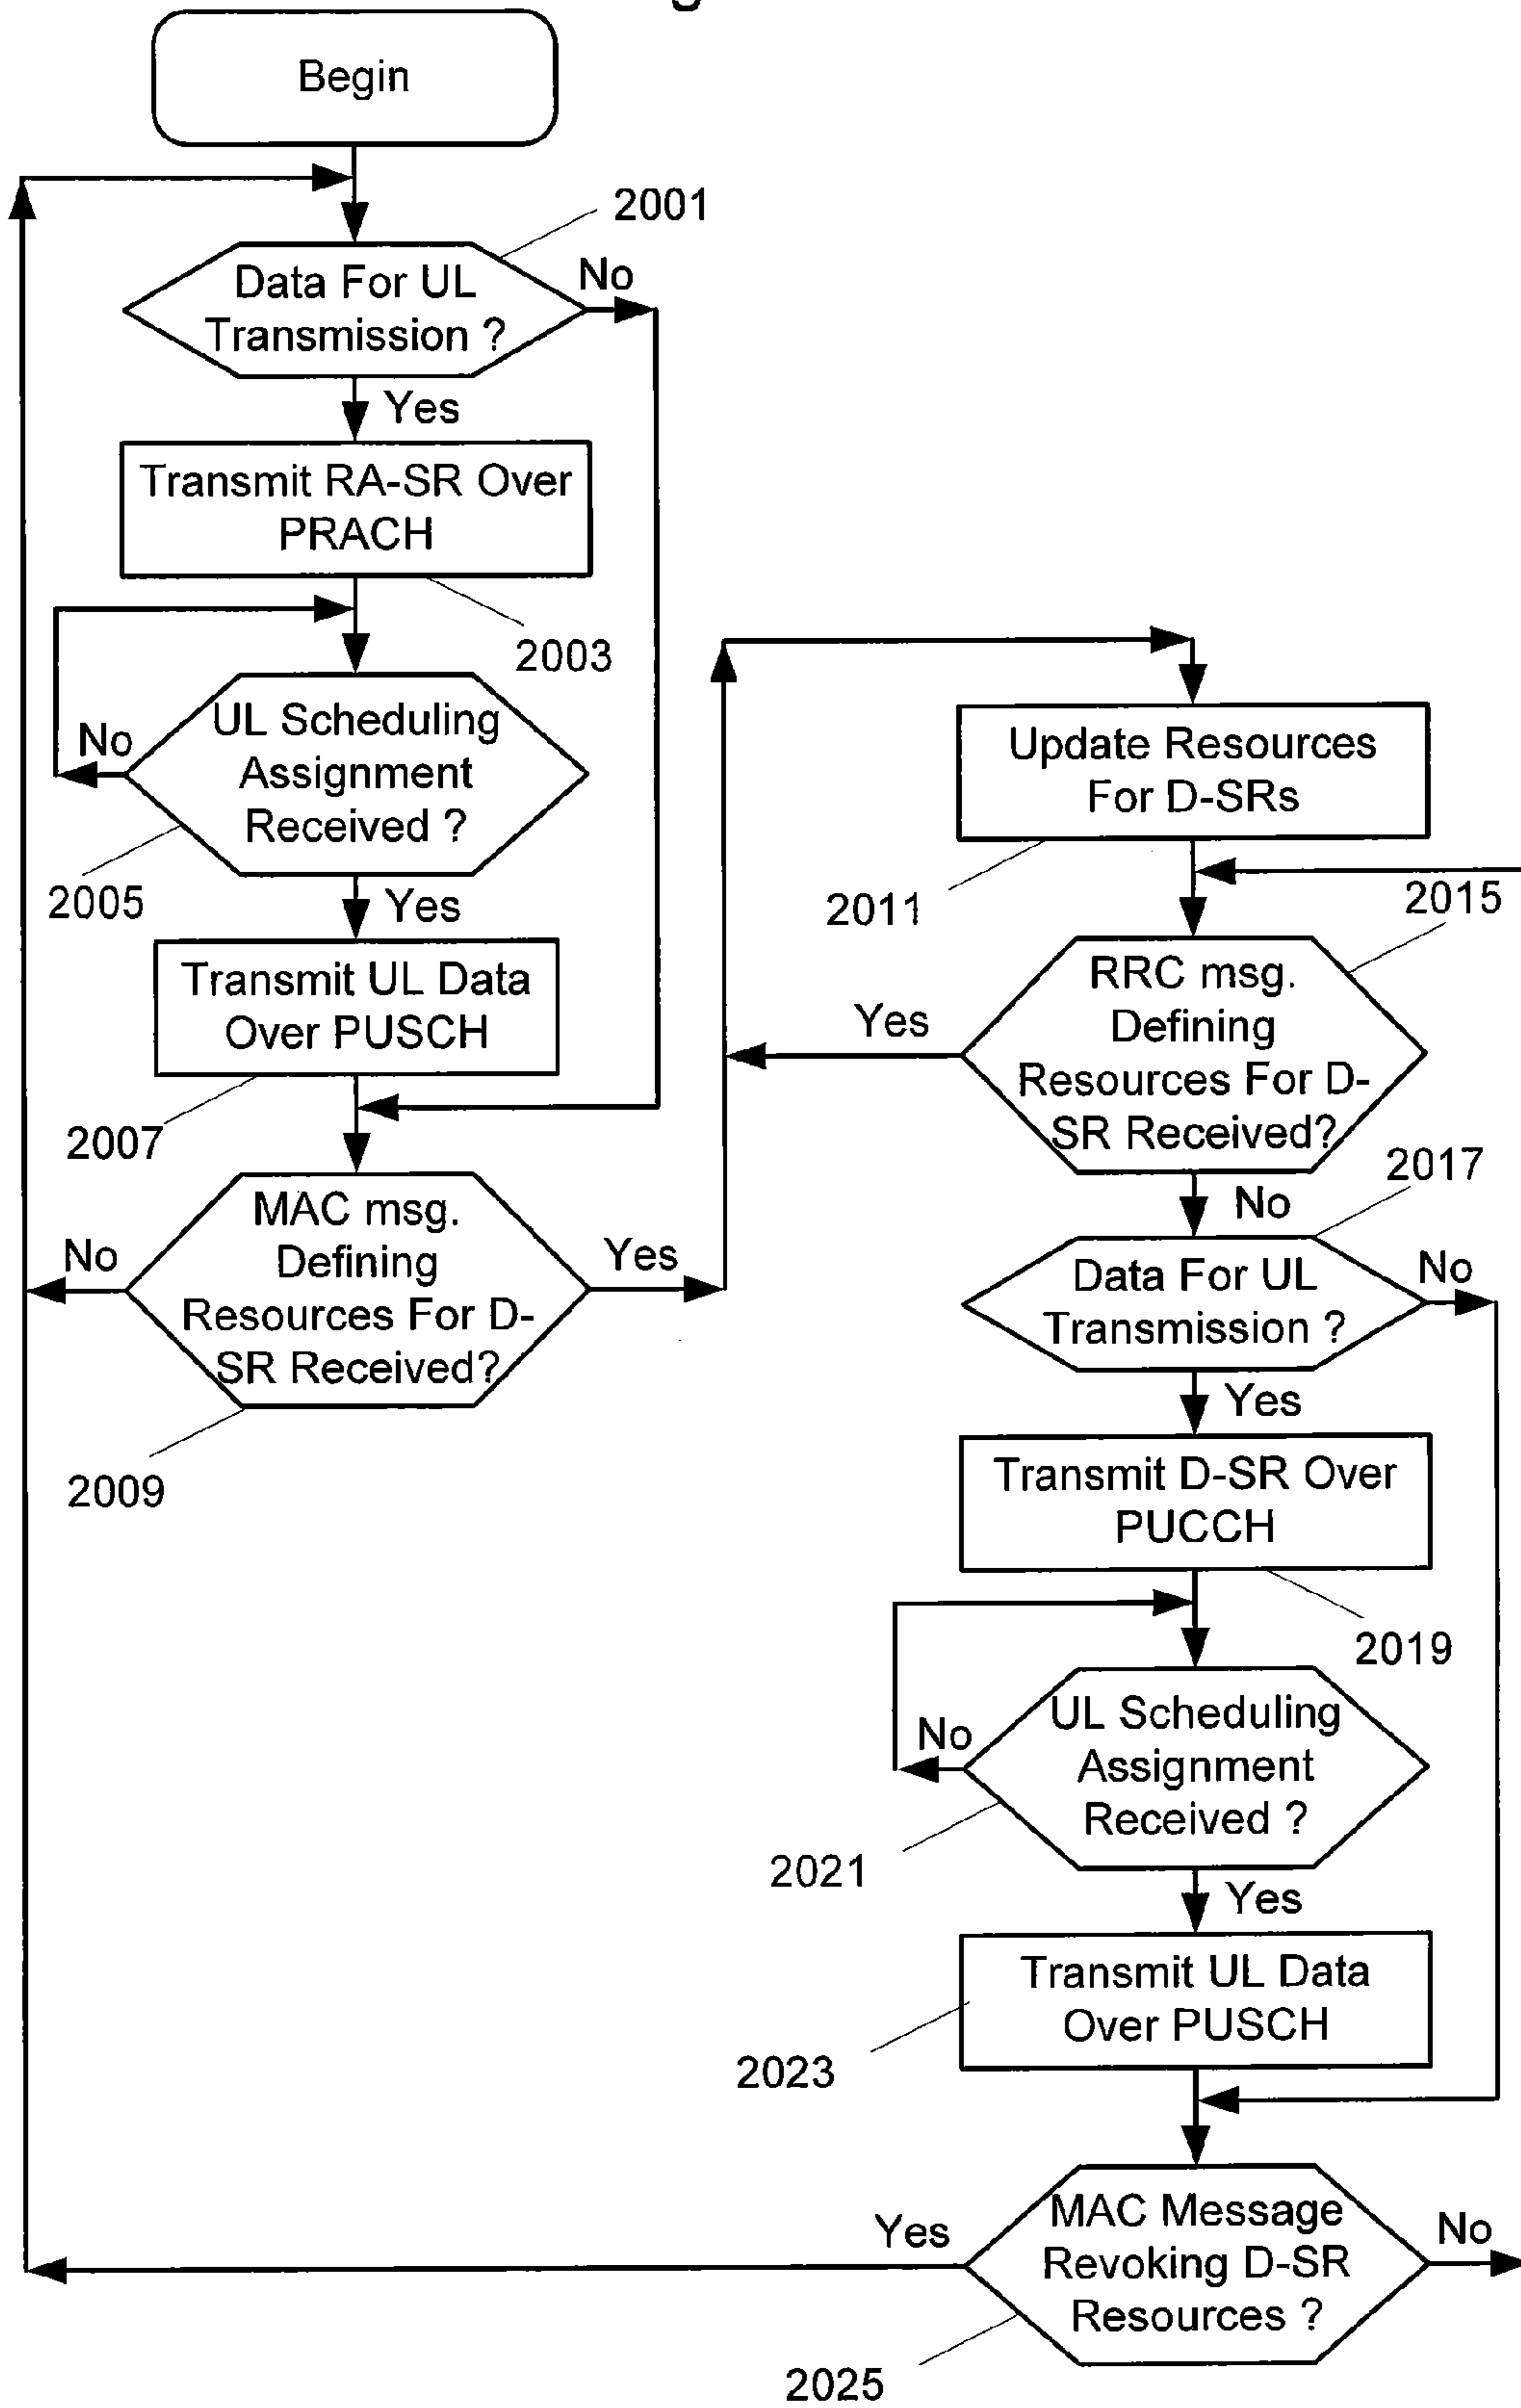 Begin
2001
Data For UL
Transmission ?
No
Yes
Transmit RA-SR Over
PRACH
2003
UL Scheduling
Assignment
Received ?
No
2005
Yes
Transmit UL Data
Over PUSCH
2007
MAC msg.
Defining
Resources For D-
SR Received?
No
Yes
2009
Update Resources
For D-SRs
2011
2015
RRC msg.
Defining
Resources For D-
SR Received?
Yes
No
2017
Data For UL
Transmission ?
No
Yes
Transmit D-SR Over
PUCCH
2019
UL Scheduling
Assignment
Received ?
No
2021
Yes
Transmit UL Data
Over PUSCH
2023
MAC Message
Revoking D-SR
Resources ?
Yes
No
2025